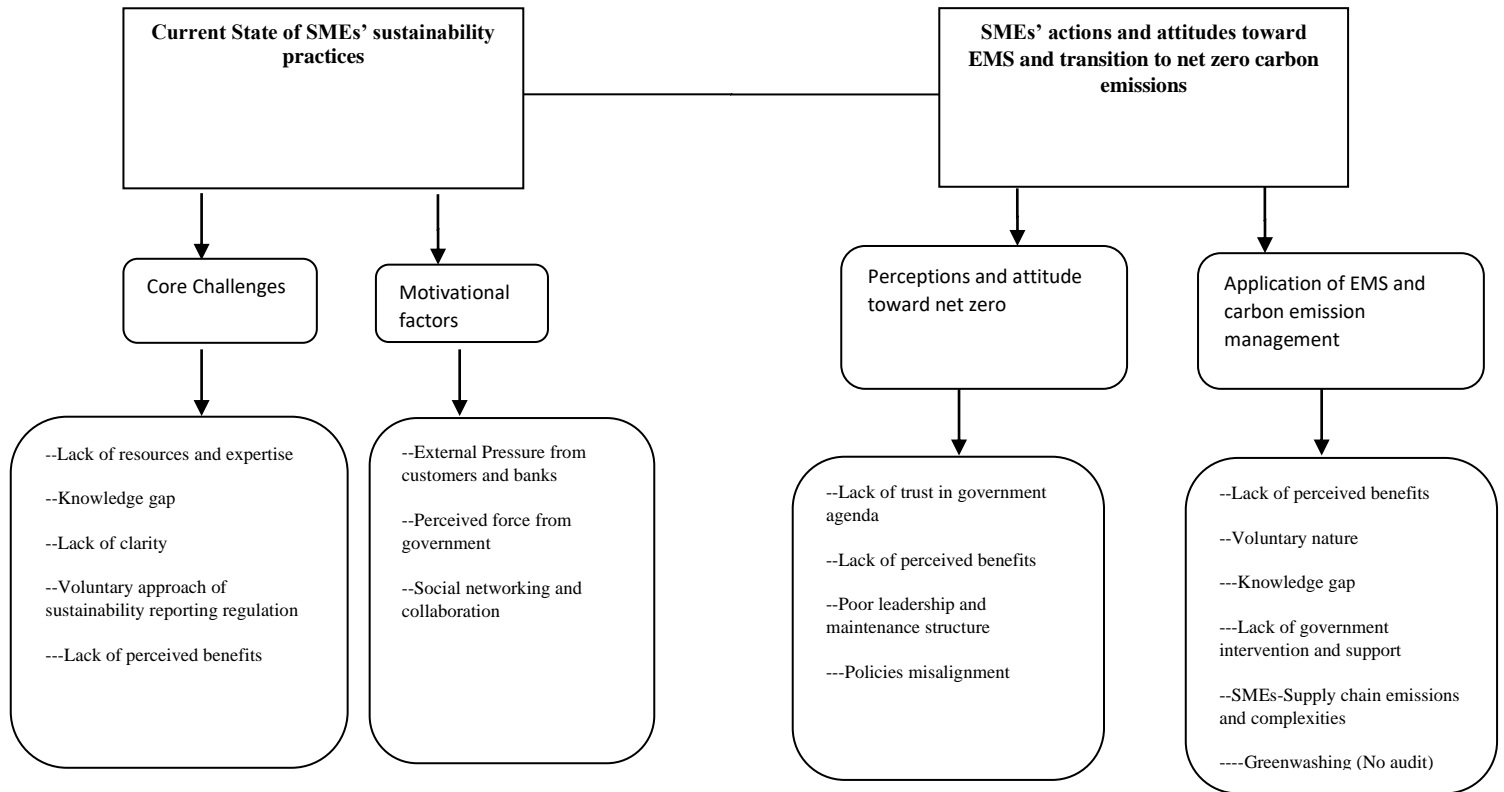 Current State of SMEs’ sustainability
practices
SMEs’ actions and attitudes toward
EMS and transition to net zero carbon
emissions
Core Challenges
Motivational
factors
Perceptions and attitude
toward net zero
Application of EMS and
carbon emission
management
--Lack of resources and expertise
--Knowledge gap
--Lack of clarity
--Voluntary approach of
sustainability reporting regulation
---Lack of perceived benefits
--External Pressure from
customers and banks
--Perceived force from
government
--Social networking and
collaboration
--Lack of trust in government
agenda
--Lack of perceived benefits
--Poor leadership and
maintenance structure
---Policies misalignment
--Lack of perceived benefits
--Voluntary nature
---Knowledge gap
---Lack of government
intervention and support
--SMEs-Supply chain emissions
and complexities
----Greenwashing (No audit)